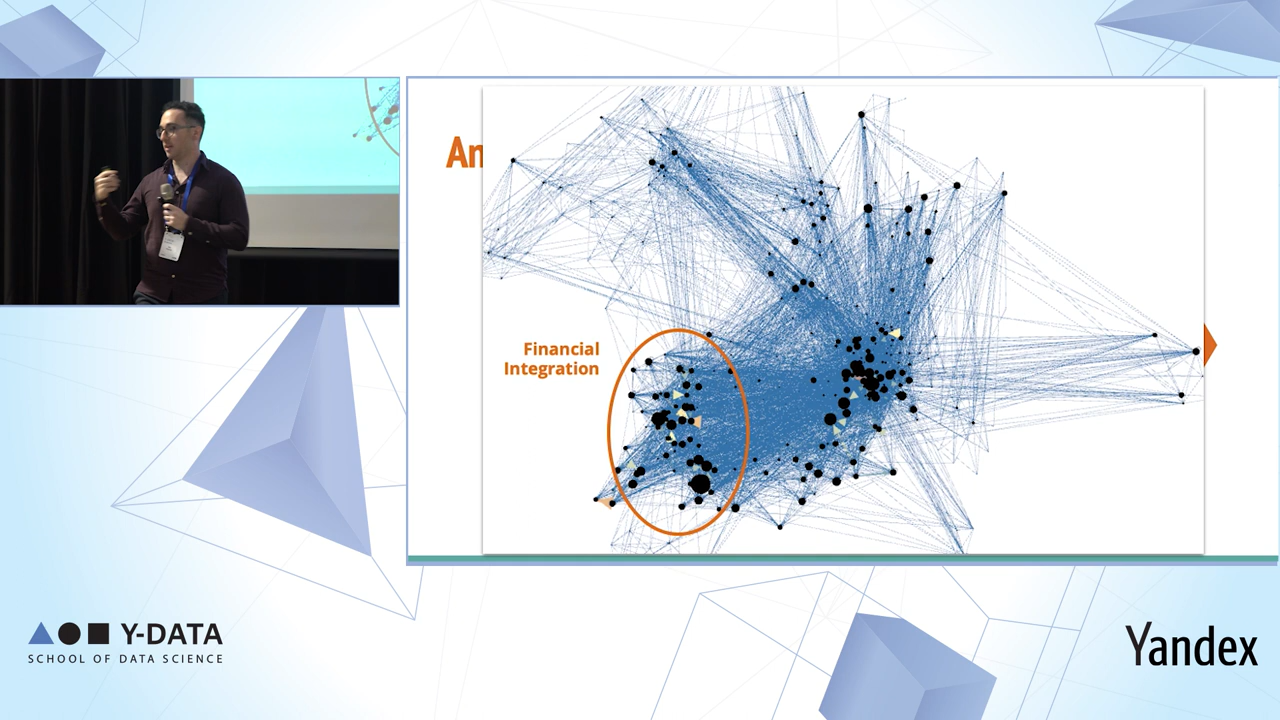 An
Financial
Integration
Y-DATA
SCHOOL OF DATA SCIENCE
Yandex